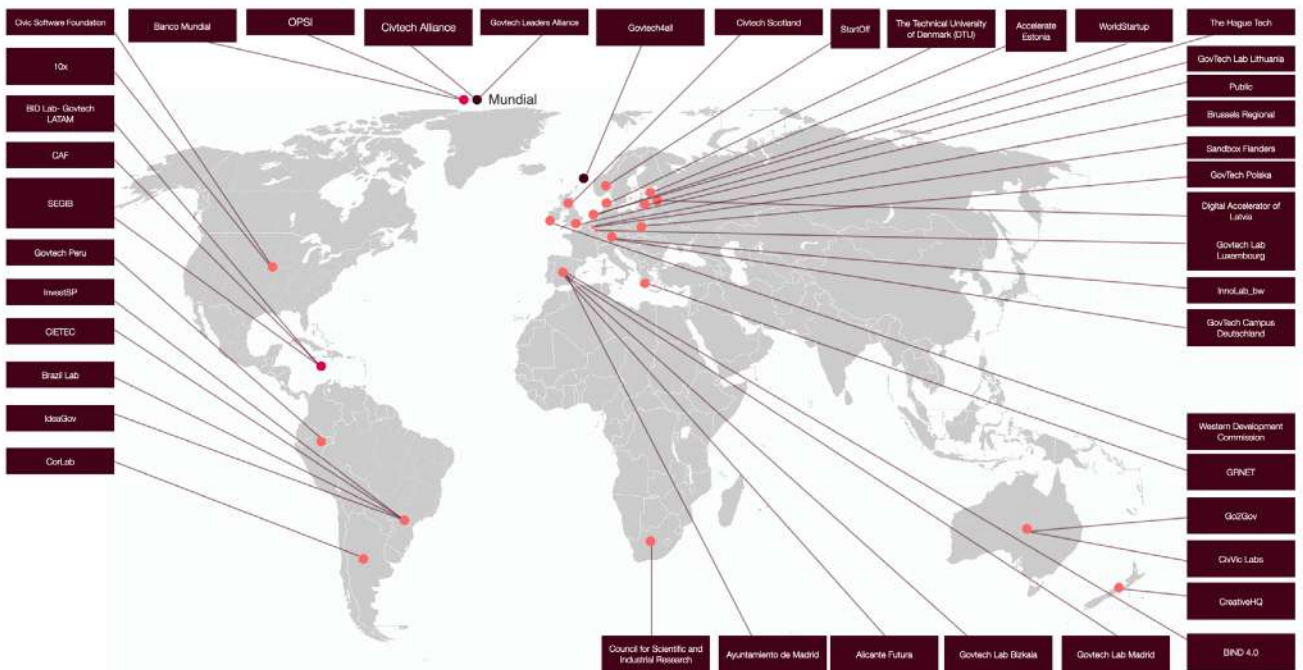 Civic Software Foundation
Banco Mundial
OPSI
Civtech Alliance
Govtech Leaders Alliance
Govtech4all
Civtech Scotland
StartOff
The Technical University
of Denmark (DTU)
Accelerate
Estonia
WorldStartup
The Hague Tech
10x
BID Lab- Govtech
LATAM
CAF
SEGIB
Govtech Peru
InvestSP
CIETEC
Brazil Lab
IdeaGov
CorLab
Mundial
GovTech Lab Lithuania
Public
Brussels Regional
Sandbox Flanders
GovTech Polska
Digital Accelerator of
Latvia
Govtech Lab
Luxembourg
InnoLab_bw
GovTech Campus
Deutschland
Western Development
Commission
GRNET
Go2Gov
CivVic Labs
CreativeHQ
BIND 4.0
Council for Scientific and
Industrial Research
Ayuntamiento de Madrid
Alicante Futura
Govtech Lab Bizkaia
Govtech Lab Madrid